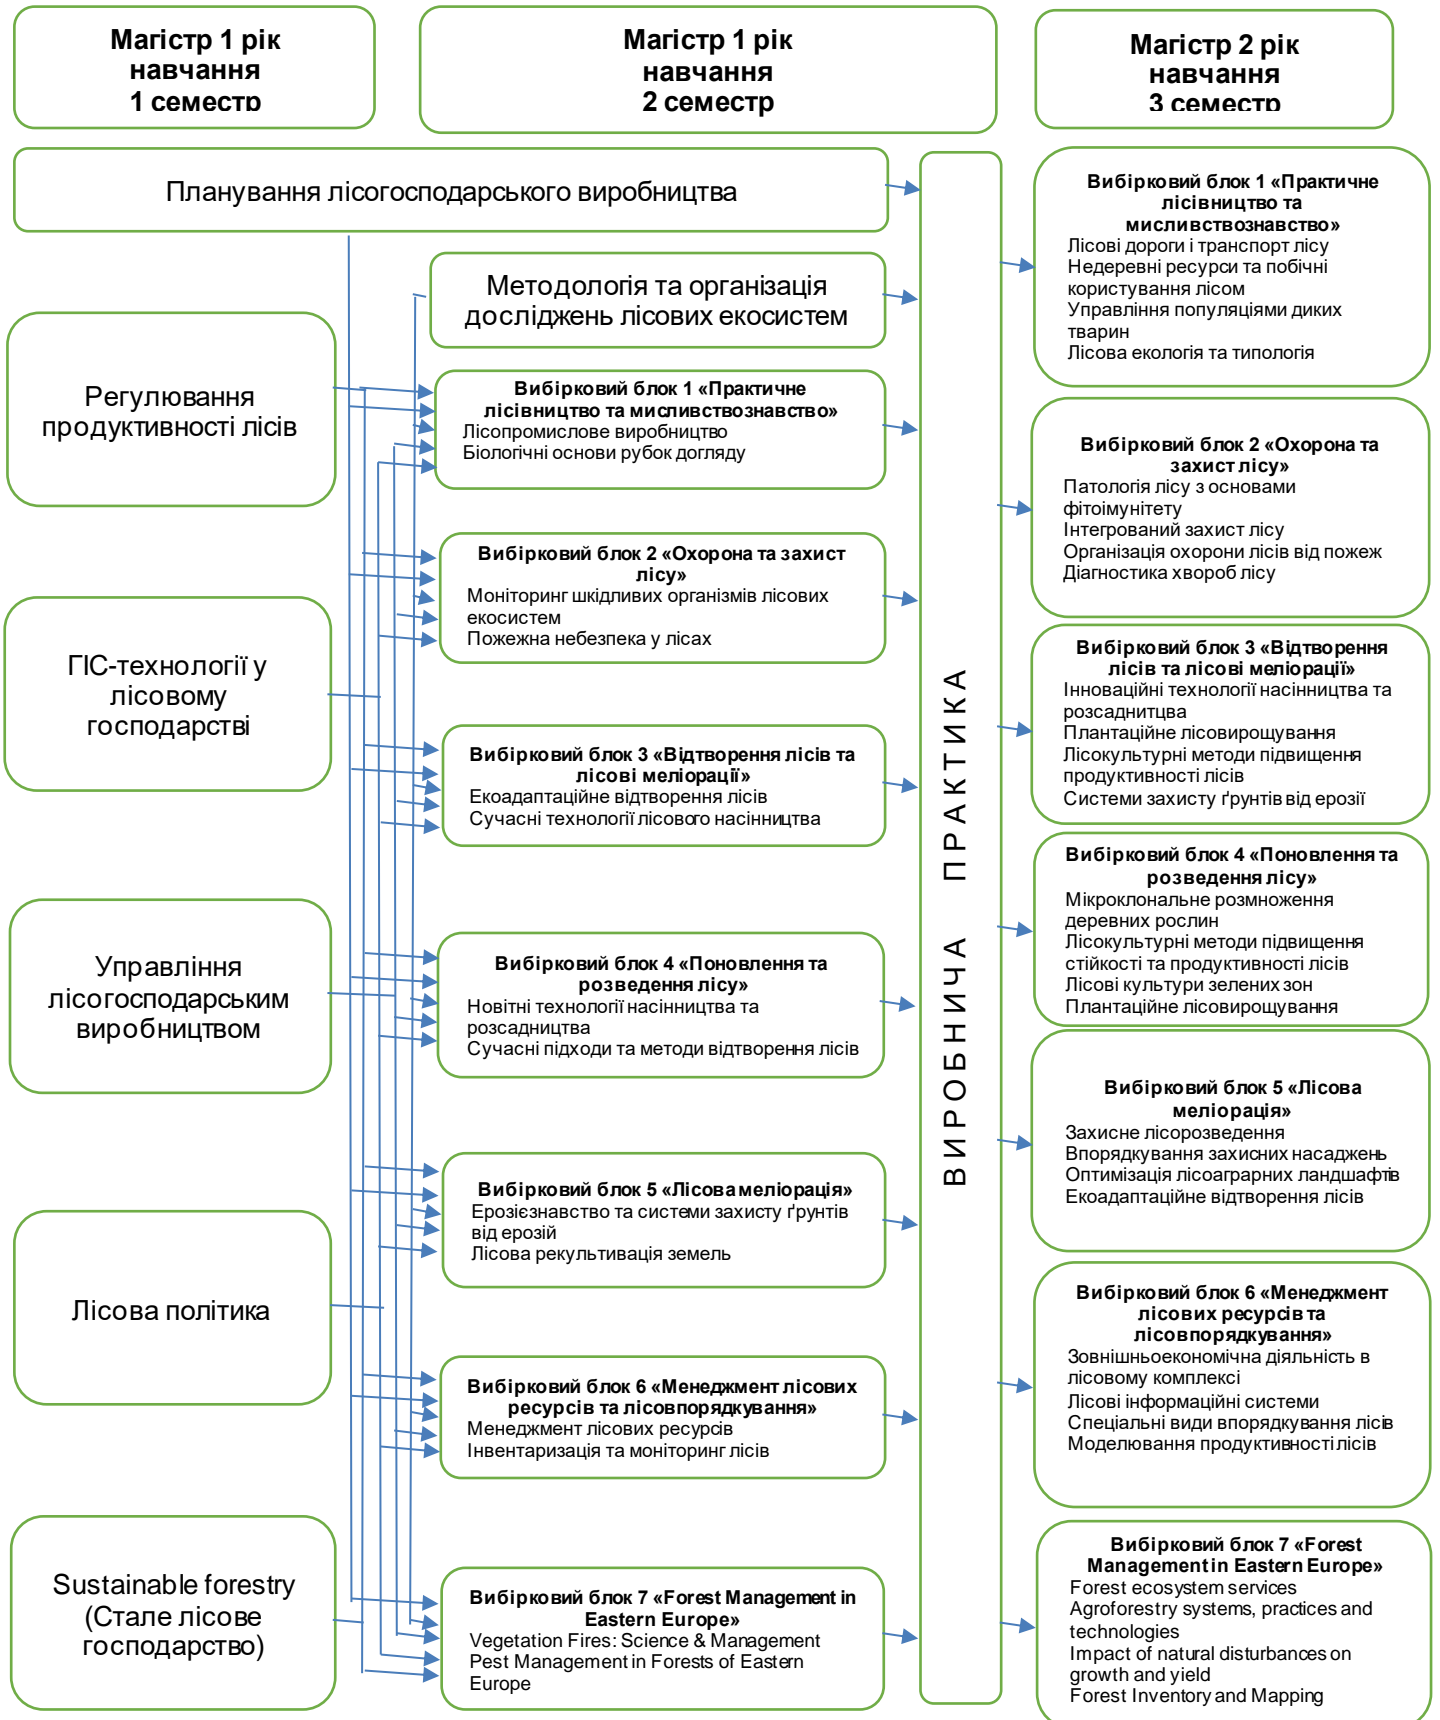 Магістр 1 рік
навчання
1 семестр
Магістр 1 рік
навчання
2 семестр
Магістр 2 рік
навчання
3 семестр
Планування лісогосподарського виробництва
Регулювання
продуктивності лісів
ГІС-технології у
лісовому
господарстві
Управління
лісогосподарським
виробництвом
Лісова політика
Sustainable forestry
(Стале лісове
господарство)
Методологія та організація
досліджень лісових екосистем
Вибірковий блок 1 «Практичне
лісівництво та мисливствознавство»
Лісопромислове виробництво
Біологічні основи рубок догляду
Вибірковий блок 2 «Охорона та захист
лісу»
Моніторинг шкідливих організмів лісових
екосистем
Пожежна небезпека у лісах
Вибірковий блок 3 «Відтворення лісів та
лісові меліорації»
Екоадаптаційне відтворення лісів
Сучасні технології лісового насінництва
Вибірковий блок 4 «Поновлення та
розведення лісу»
Новітні технології насінництва та
розсадництва
Сучасні підходи та методи відтворення лісів
Вибірковий блок 5 «Лісова меліорація»
Ерозієзнавство та системи захисту ґрунтів
від ерозій
Лісова рекультивація земель
Вибірковий блок 6 «Менеджмент лісових
ресурсів та лісовпорядкування»
Менеджмент лісових ресурсів
Інвентаризація та моніторинг лісів
Вибірковий блок 7 «Forest Management in
Eastern Europe»
Vegetation Fires: Science & Management
Pest Management in Forests of Eastern
Europe
ВИРОБНИЧА ПРАКТИКА
Вибірковий блок 1 «Практичне
лісівництво та
мисливствознавство»
Лісові дороги і транспорт лісу
Недеревні ресурси та побічні
користування лісом
Управління популяціями диких
тварин
Лісова екологія та типологія
Вибірковий блок 2 «Охорона та
захист лісу»
Патологія лісу з основами
фітоімунітету
Інтегрований захист лісу
Організація охорони лісів від пожеж
Діагностика хвороб лісу
Вибірковий блок 3 «Відтворення
лісів та лісові меліорації»
Інноваційні технології насінництва та
розсаднитцва
Плантаційне лісовирощування
Лісокультурні методи підвищення
продуктивності лісів
Системи захисту ґрунтів від ерозії
Вибірковий блок 4 «Поновлення та
розведення лісу»
Мікроклональне розмноження
деревних рослин
Лісокультурні методи підвищення
стійкості та продуктивності лісів
Лісові культури зелених зон
Плантаційне лісовирощування
Вибірковий блок 5 «Лісова
меліорація»
Захисне лісорозведення
Впорядкування захисних насаджень
Оптимізація лісоаграрних ландшафтів
Екоадаптаційне відтворення лісів
Вибірковий блок 6 «Менеджмент
лісових ресурсів та
лісовпорядкування»
Зовнішньоекономічна діяльність в
лісовому комплексі
Лісові інформаційні системи
Спеціальні види впорядкування лісів
Моделювання продуктивності лісів
Вибірковий блок 7 «Forest
Management in Eastern Europe»
Forest ecosystem services
Agroforestry systems, practices and
technologies
Impact of natural disturbances on
growth and yield
Forest Inventory and Mapping